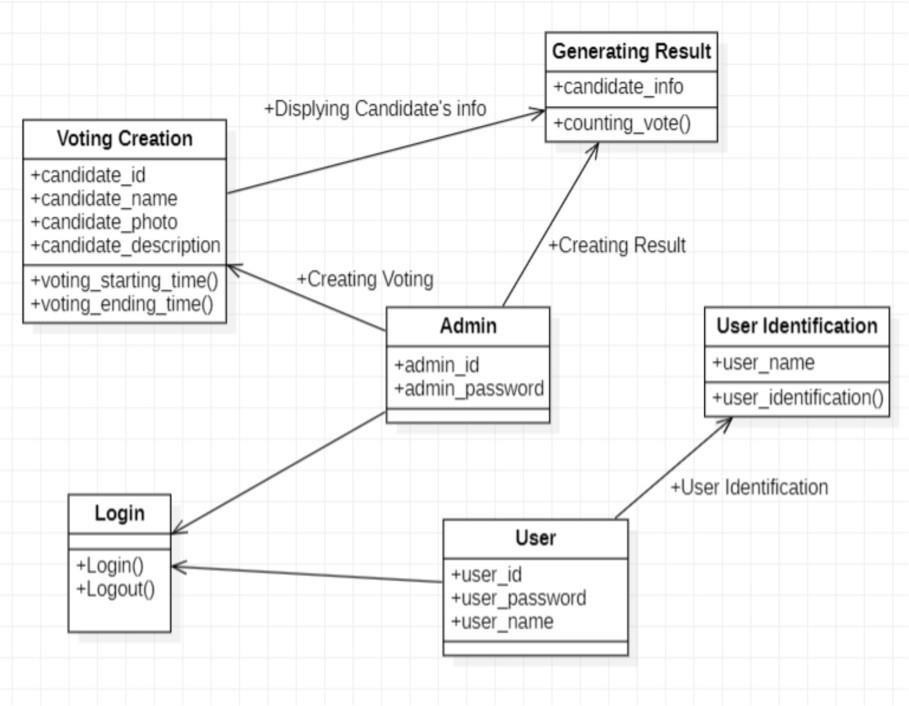 Generating Result
+candidate_info
+counting_vote()
+Displying Candidate's info
Voting Creation
+candidate_id
+candidate_name
+candidate_photo
+candidate_description
+voting_starting_time()
+voting_ending_time()
+Creating Result
+Creating Voting
Admin
+admin_id
+admin_password
User Identification
+user_name
+user_identification()
+User Identification
Login
+Login()
+Logout()
User
+user_id
+user_password
+user_name